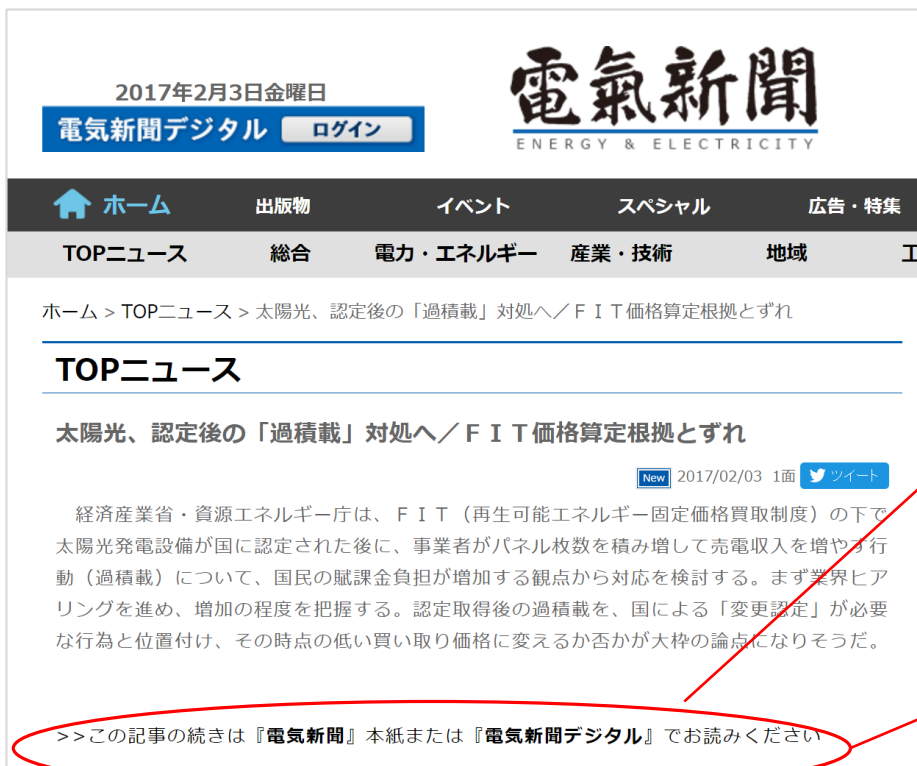 2017年2月3日金曜日
電気新聞デジタル ログイン
電氣新聞
ENERGY & ELECTRICITY
ホーム 出版物 イベント スペシャル 広告・特集
TOPニュース 総合 電力・エネルギー 産業・技術 地域
ホーム > TOPニュース > 太陽光、認定後の「過積載」対処へ／ＦＩＴ価格算定根拠とずれ
TOPニュース
太陽光、認定後の「過積載」対処へ／ＦＩＴ価格算定根拠とずれ
New 2017/02/03 1面 ツイート
経済産業省・資源エネルギー庁は、ＦＩＴ（再生可能エネルギー固定価格買取制度）の下で
太陽光発電設備が国に認定された後に、事業者がパネル枚数を積み増して売電収入を増やす行
動（過積載）について、国民の賦課金負担が増加する観点から対応を検討する。まず業界ヒア
リングを進め、増加の程度を把握する。認定取得後の過積載を、国による「変更認定」が必要
な行為と位置付け、その時点の低い買い取り価格に変えるか否かが大枠の論点になりそうだ。
>>この記事の続きは『電気新聞』本紙または『電気新聞デジタル』でお読みください